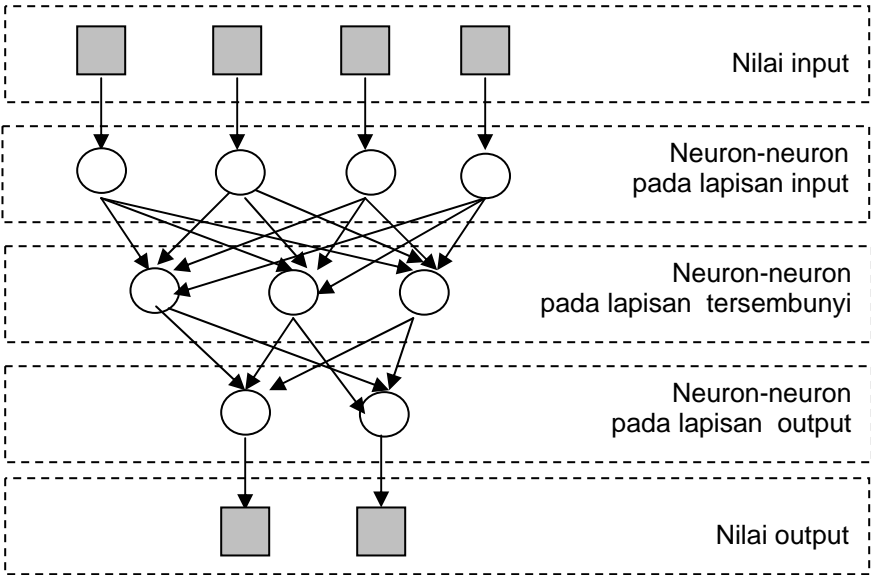 Nilai input
Neuron-neuron
pada lapisan input
Neuron-neuron
pada lapisan tersembunyi
Neuron-neuron
pada lapisan output
Nilai output